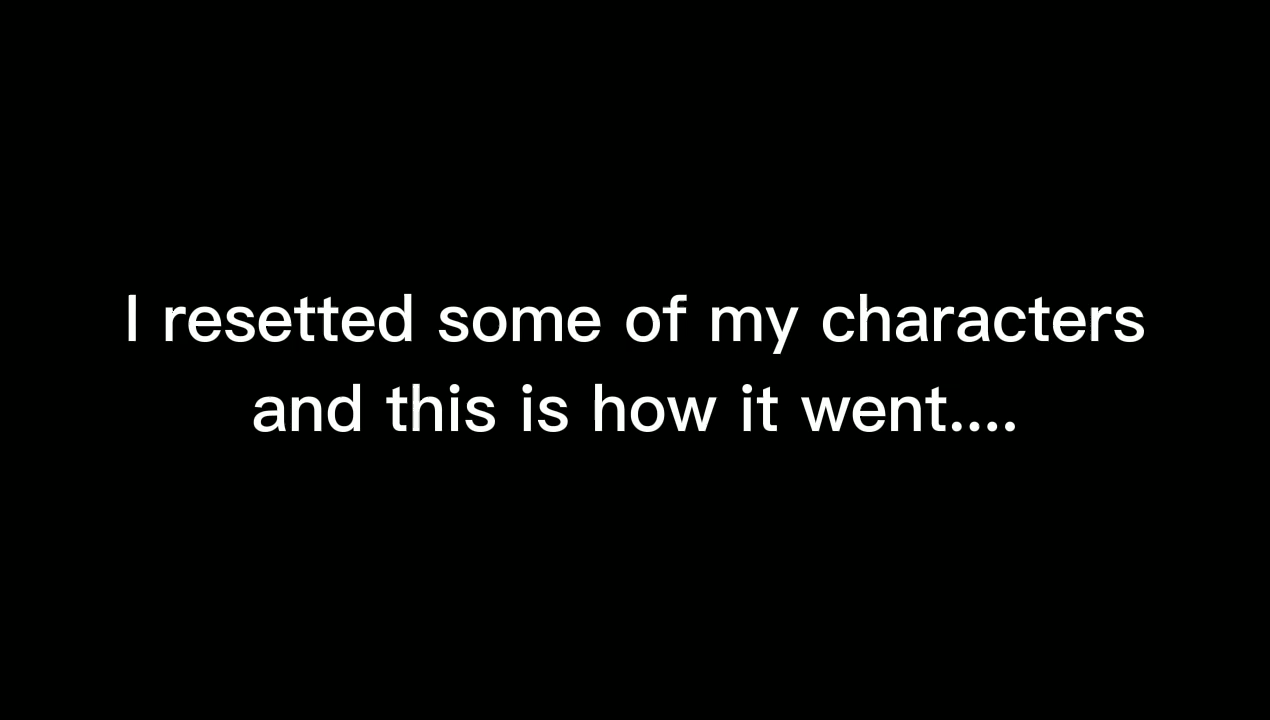 I resetted some of my characters
and this is how it went....